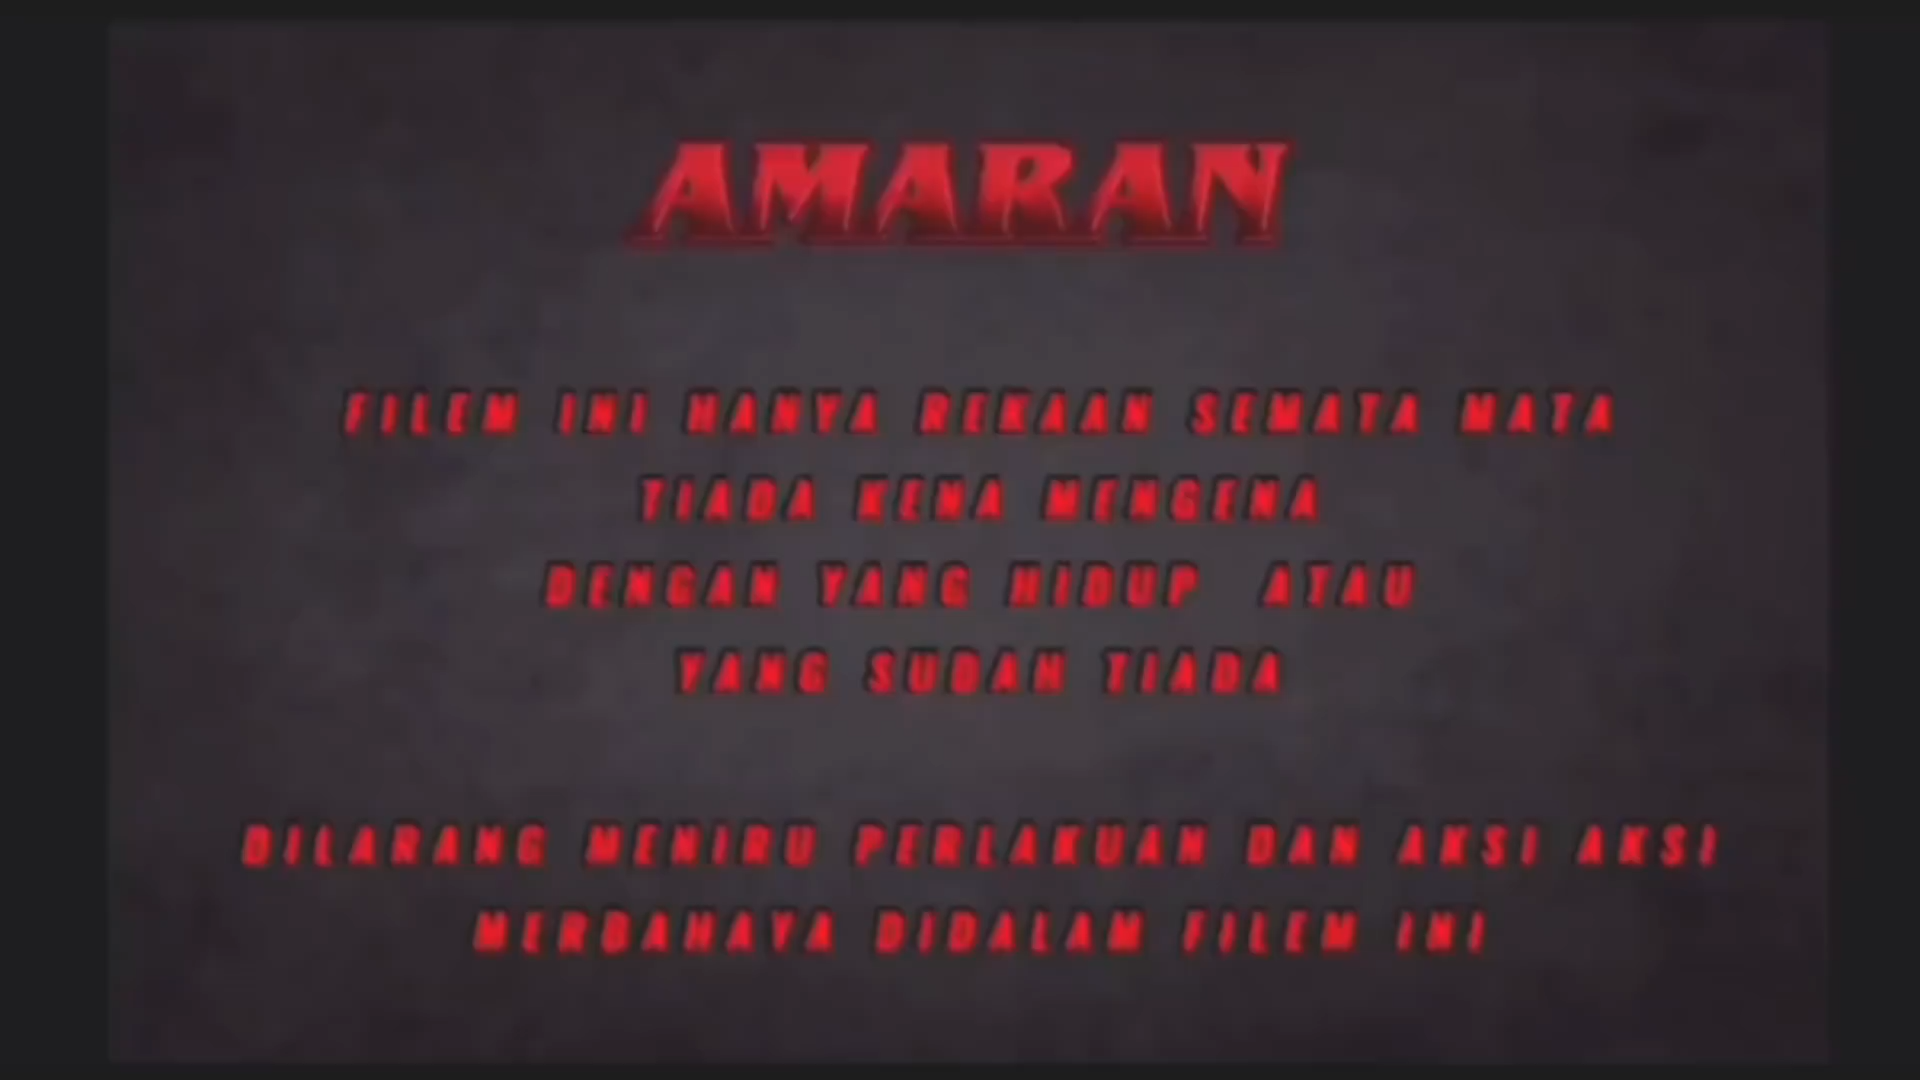 AMARAN
FILEM INI HANYA REKAAN SEMATA MATA
TIADA KENA MENGENA
DENGAN YANG HIDUP ATAU
YANG SUDAH TIADA
DILARANG MENIRU PERLAKUAN DAN AKSI AKSI
MERBAHAYA DIDALAM FILEM INI